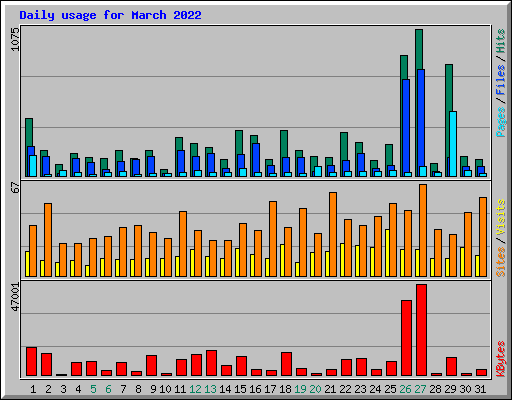 Daily usage for March 2022
1075
Pages / Files / Hits
67
Sites / Visits
47001
KBytes
1 2 3 4 5 6 7 8 9 10 11 12 13 14 15 16 17 18 19 20 21 22 23 24 25 26 27 28 29 30 31